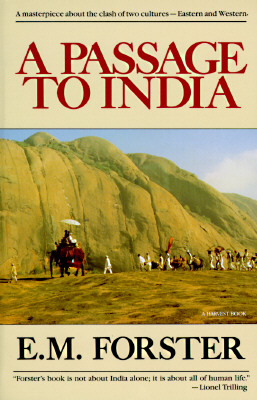 A masterpiece about the clash of two cultures—Eastern and Western.
A PASSAGE
TO INDIA
A HARVEST BOOK
E.M. FORSTER
"Forster's book is not about India alone; it is about all of human life."
—Lionel Trilling